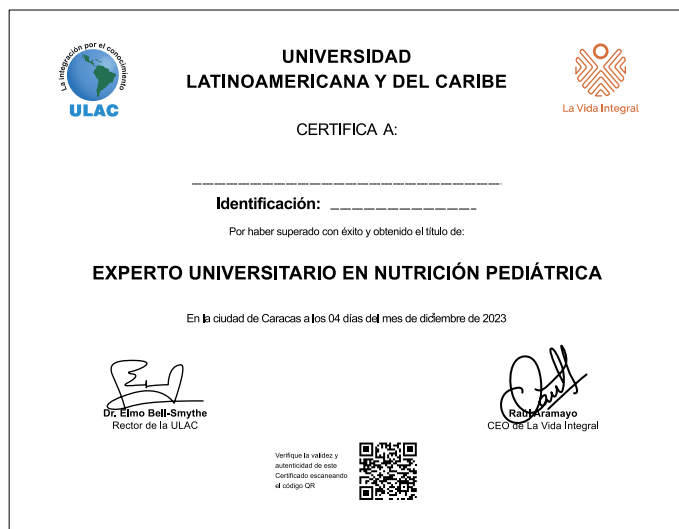 La integración por el conocimiento
ULAC
UNIVERSIDAD
LATINOAMERICANA Y DEL CARIBE
La Vida Integral
CERTIFICA A:
Identificación:
Por haber superado con éxito y obtenido el título de:
EXPERTO UNIVERSITARIO EN NUTRICIÓN PEDIÁTRICA
En la ciudad de Caracas a los 04 días del mes de diciembre de 2023
Dr. Elmo Bell-Smythe
Rector de la ULAC
Raúl Aramayo
CEO de La Vida Integral
Verifique la validez y
autenticidad de este
Certificado escaneando
el código QR